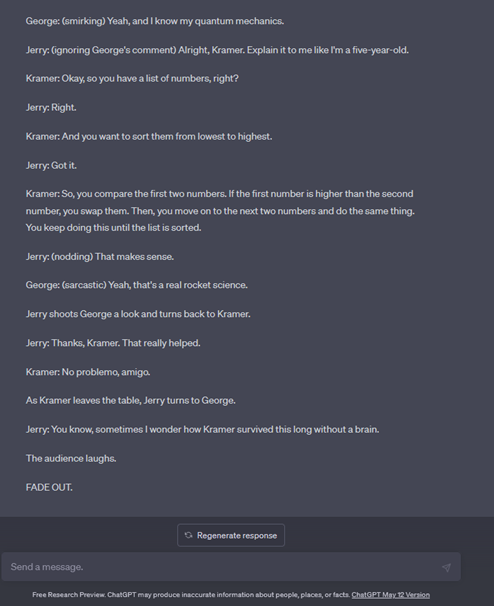 George: (smirking) Yeah, and I know my quantum mechanics.
Jerry: (ignoring George's comment) Alright, Kramer. Explain it to me like I'm a five-year-old.
Kramer: Okay, so you have a list of numbers, right?
Jerry: Right.
Kramer: And you want to sort them from lowest to highest.
Jerry: Got it.
Kramer: So, you compare the first two numbers. If the first number is higher than the second
number, you swap them. Then, you move on to the next two numbers and do the same thing.
You keep doing this until the list is sorted.
Jerry: (nodding) That makes sense.
George: (sarcastic) Yeah, that's a real rocket science.
Jerry shoots George a look and turns back to Kramer.
Jerry: Thanks, Kramer. That really helped.
Kramer: No problemo, amigo.
As Kramer leaves the table, Jerry turns to George.
Jerry: You know, sometimes I wonder how Kramer survived this long without a brain.
The audience laughs.
FADE OUT.
Regenerate response
Send a message.
Free Research Preview. ChatGPT may produce inaccurate information about people, places, or facts. ChatGPT May 12 Version